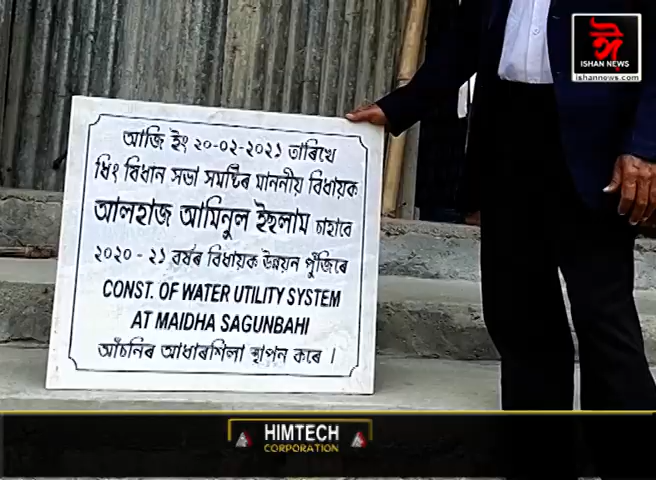 ঈ
ISHAN NEWS
ishannews.com
আজি ইং ২০-০২-২০২১ তাৰিখে
ধিং বিধান সভা সমষ্টিৰ মাননীয় বিধায়ক
আলহাজ আমিনুল ইছলাম চাহাবে
২০২০ - ২১ বৰ্ষৰ বিধায়ক উন্নয়ন পুঁজিৰে
CONST. OF WATER UTILITY SYSTEM
AT MAIDHA SAGUNBAHI
আঁচনিৰ আধাৰশিলা স্থাপন কৰে ।
HIMTECH
CORPORATION